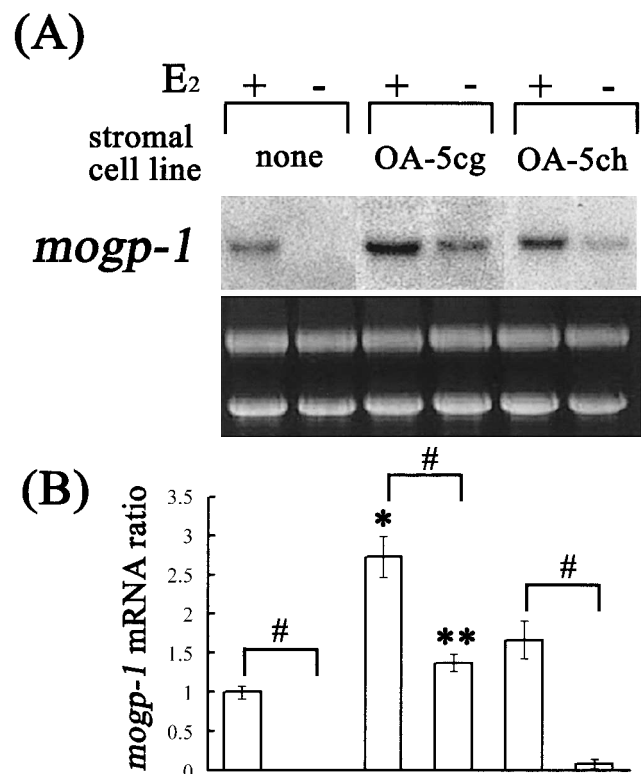 (A)
E2 + - + - + -
stromal cell line none OA-5cg OA-5ch
mogp-1
(B)
mogp-1 mRNA ratio
3.5
3
2.5
2
1.5
1
0.5
0
# * # ** #